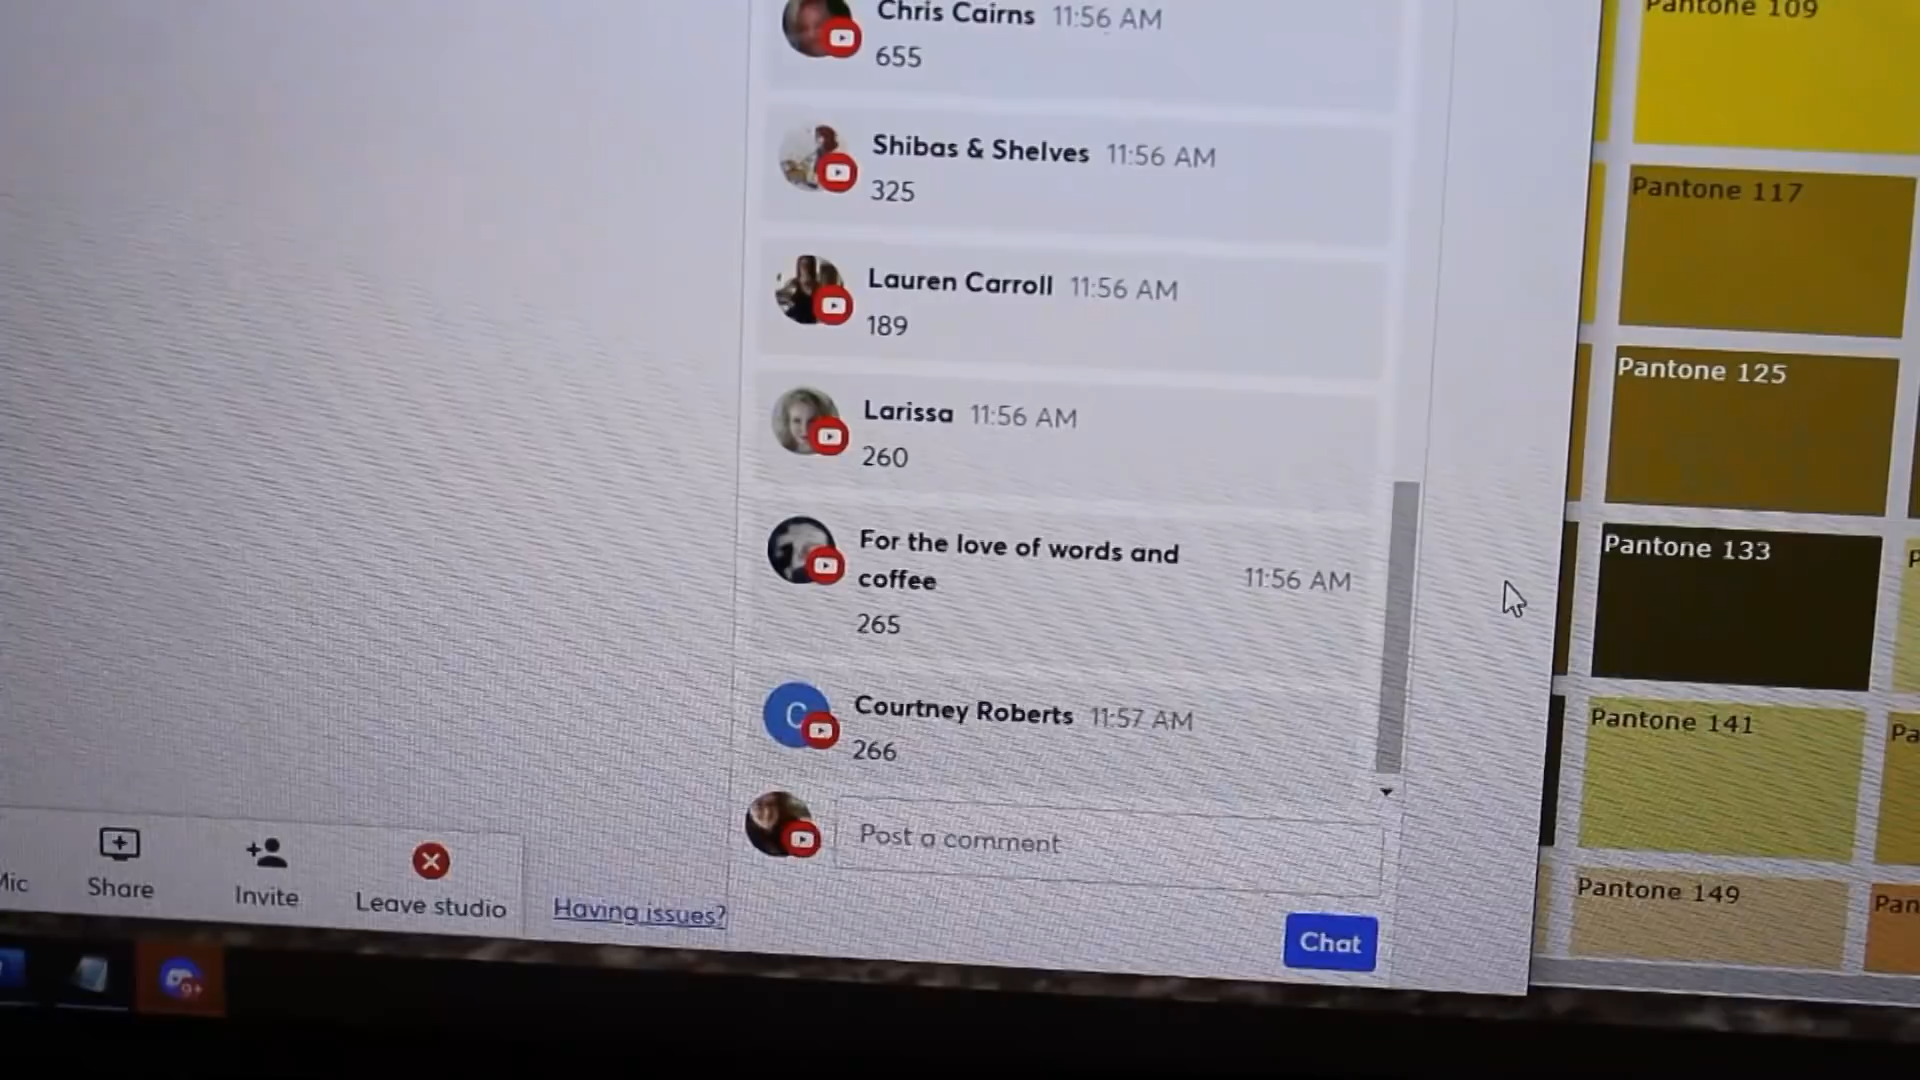 Chris Cairns 11:56 AM
655
Shibas & Shelves 11:56 AM
325
Lauren Carroll 11:56 AM
189
Larissa 11:56 AM
260
For the love of words and
coffee 11:56 AM
265
C
Courtney Roberts 11:57 AM
266
Post a comment
Chat
Mic
Share
Invite
Leave studio
Having issues?
9+
Pantone 109
Pantone 117
Pantone 125
Pantone 133
Pantone 141
Pantone 149